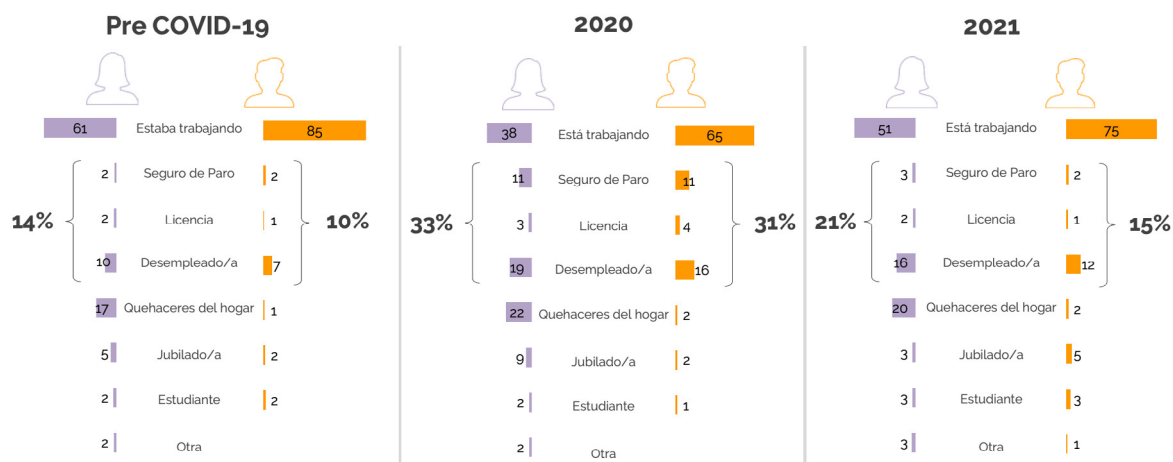 Pre COVID-19
61 Estaba trabajando 85
2 Seguro de Paro 2
14% 2 Licencia 1 10%
10 Desempleado/a 7
17 Quehaceres del hogar 1
5 Jubilado/a 2
2 Estudiante 2
2 Otra
2020
38 Está trabajando 65
11 Seguro de Paro 11
33% 3 Licencia 4 31%
19 Desempleado/a 16
22 Quehaceres del hogar 2
9 Jubilado/a 2
2 Estudiante 1
2 Otra
2021
51 Está trabajando 75
3 Seguro de Paro 2
21% 2 Licencia 1 15%
16 Desempleado/a 12
20 Quehaceres del hogar 2
3 Jubilado/a 5
3 Estudiante 3
3 Otra 1